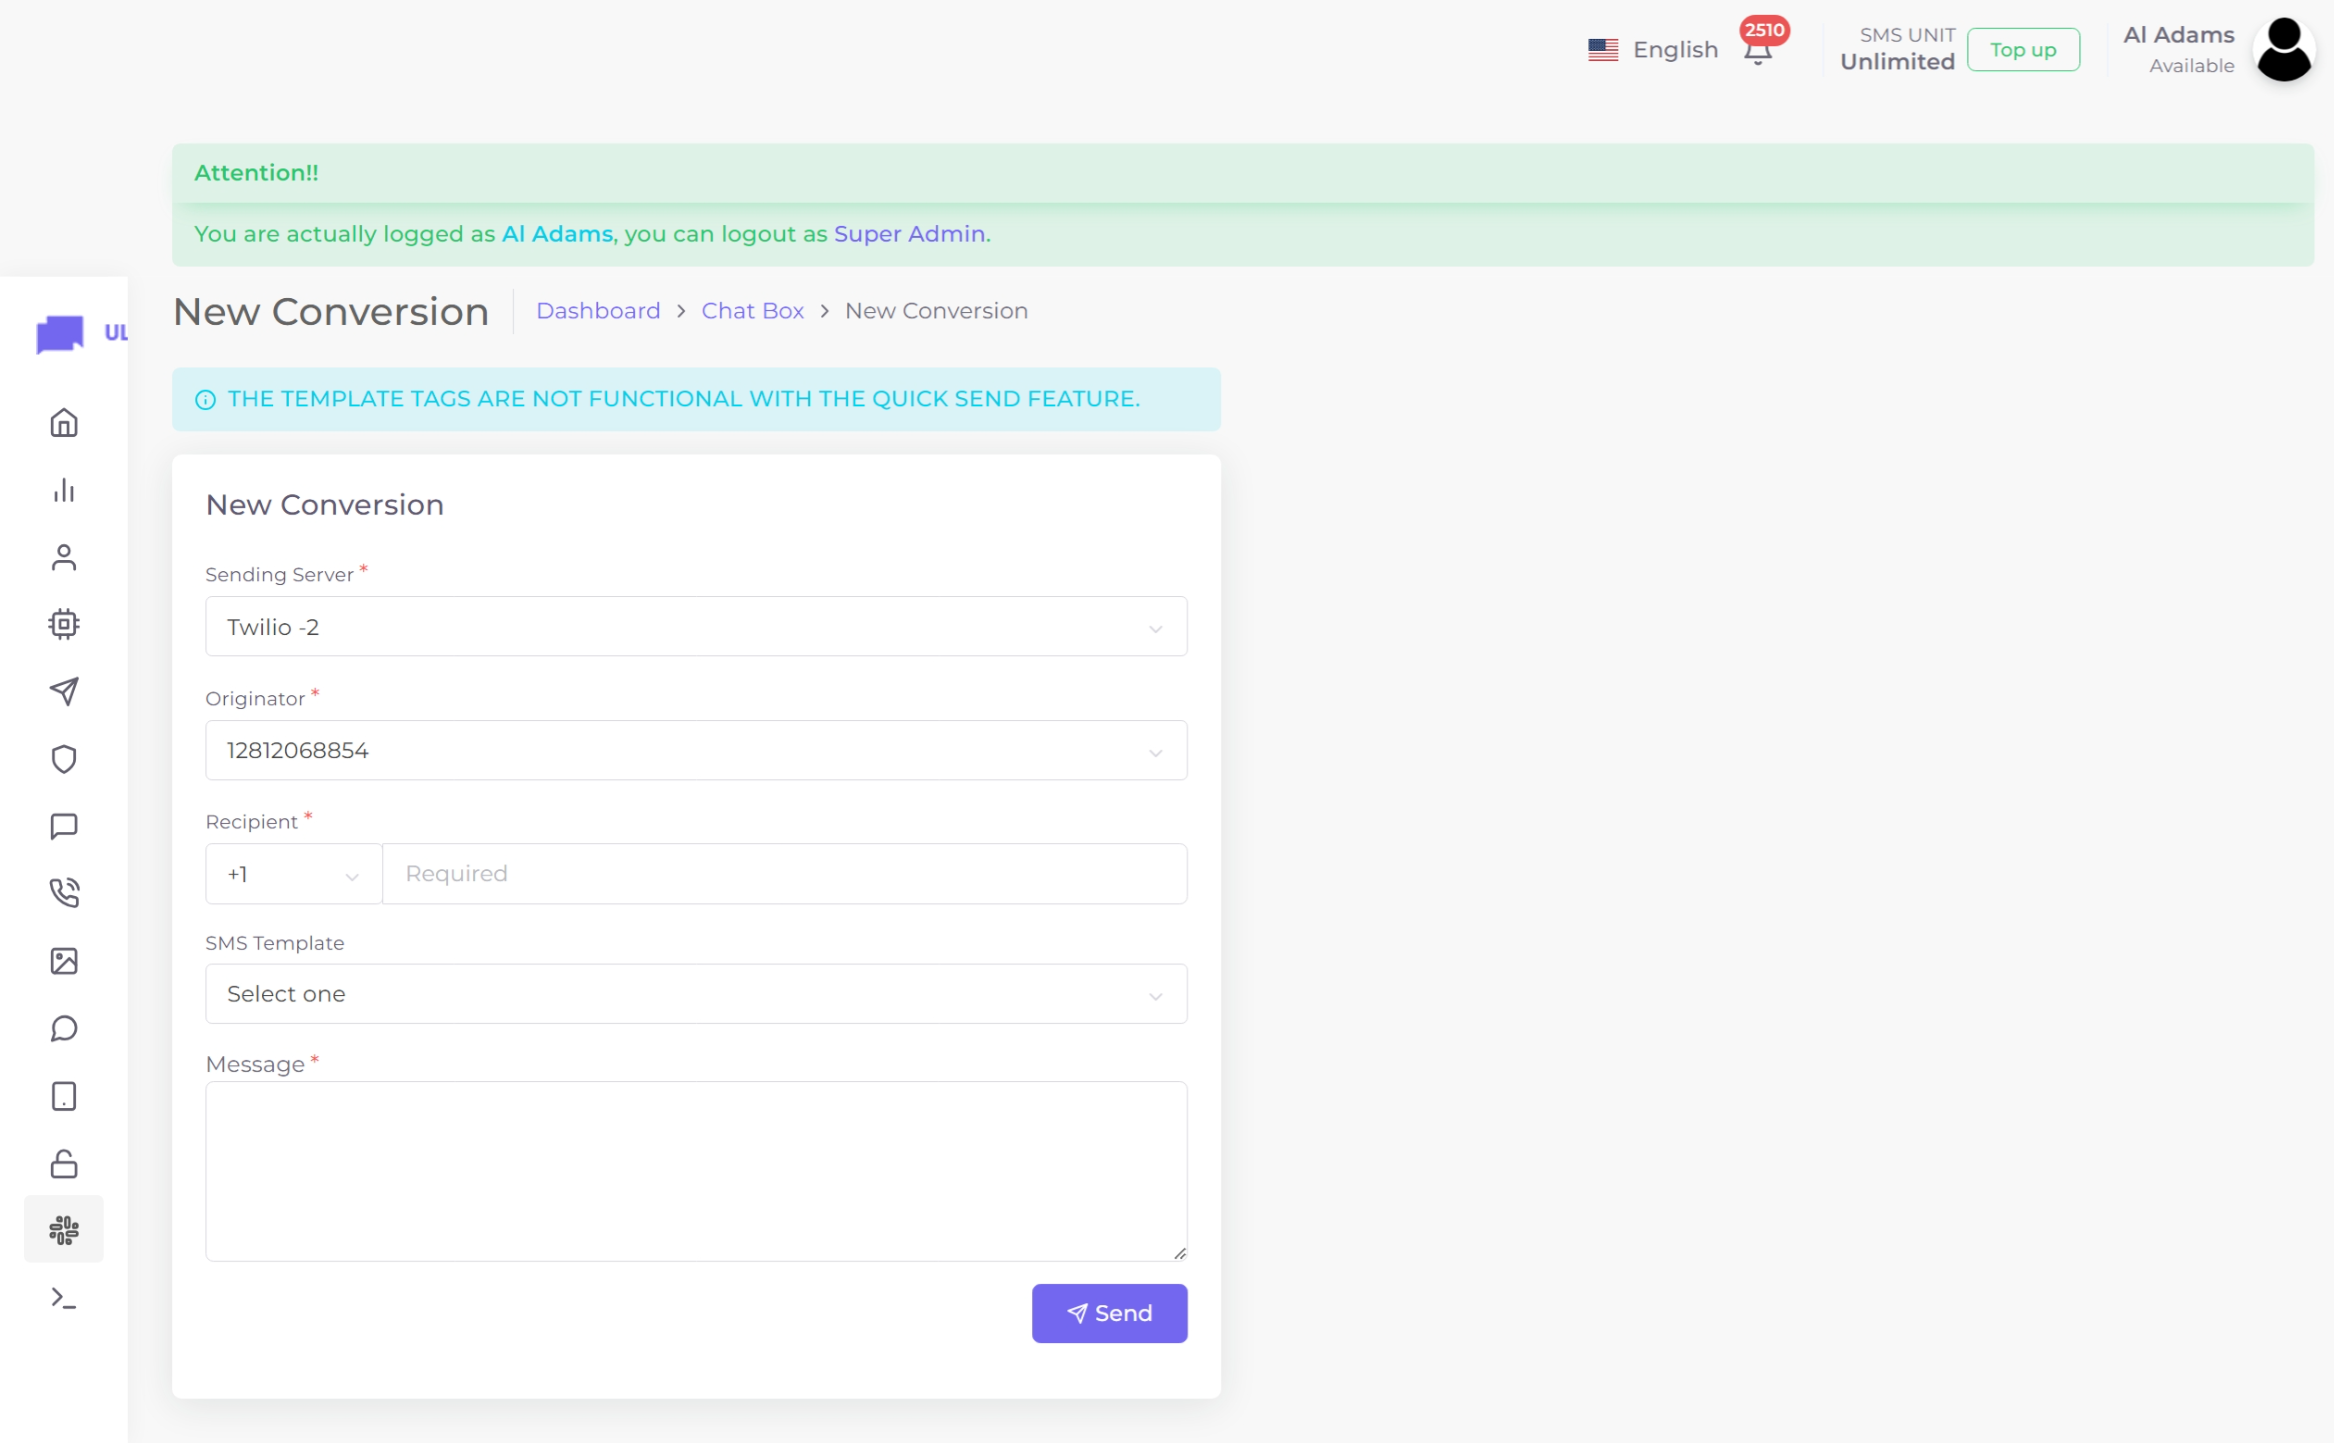 English
2510
SMS UNIT
Unlimited
Top up
Al Adams
Available
Attention!!
You are actually logged as Al Adams, you can logout as Super Admin.
UL
New Conversion
Dashboard > Chat Box > New Conversion
THE TEMPLATE TAGS ARE NOT FUNCTIONAL WITH THE QUICK SEND FEATURE.
New Conversion
Sending Server *
Twilio -2
Originator *
12812068854
Recipient *
+1
Required
SMS Template
Select one
Message *
Send